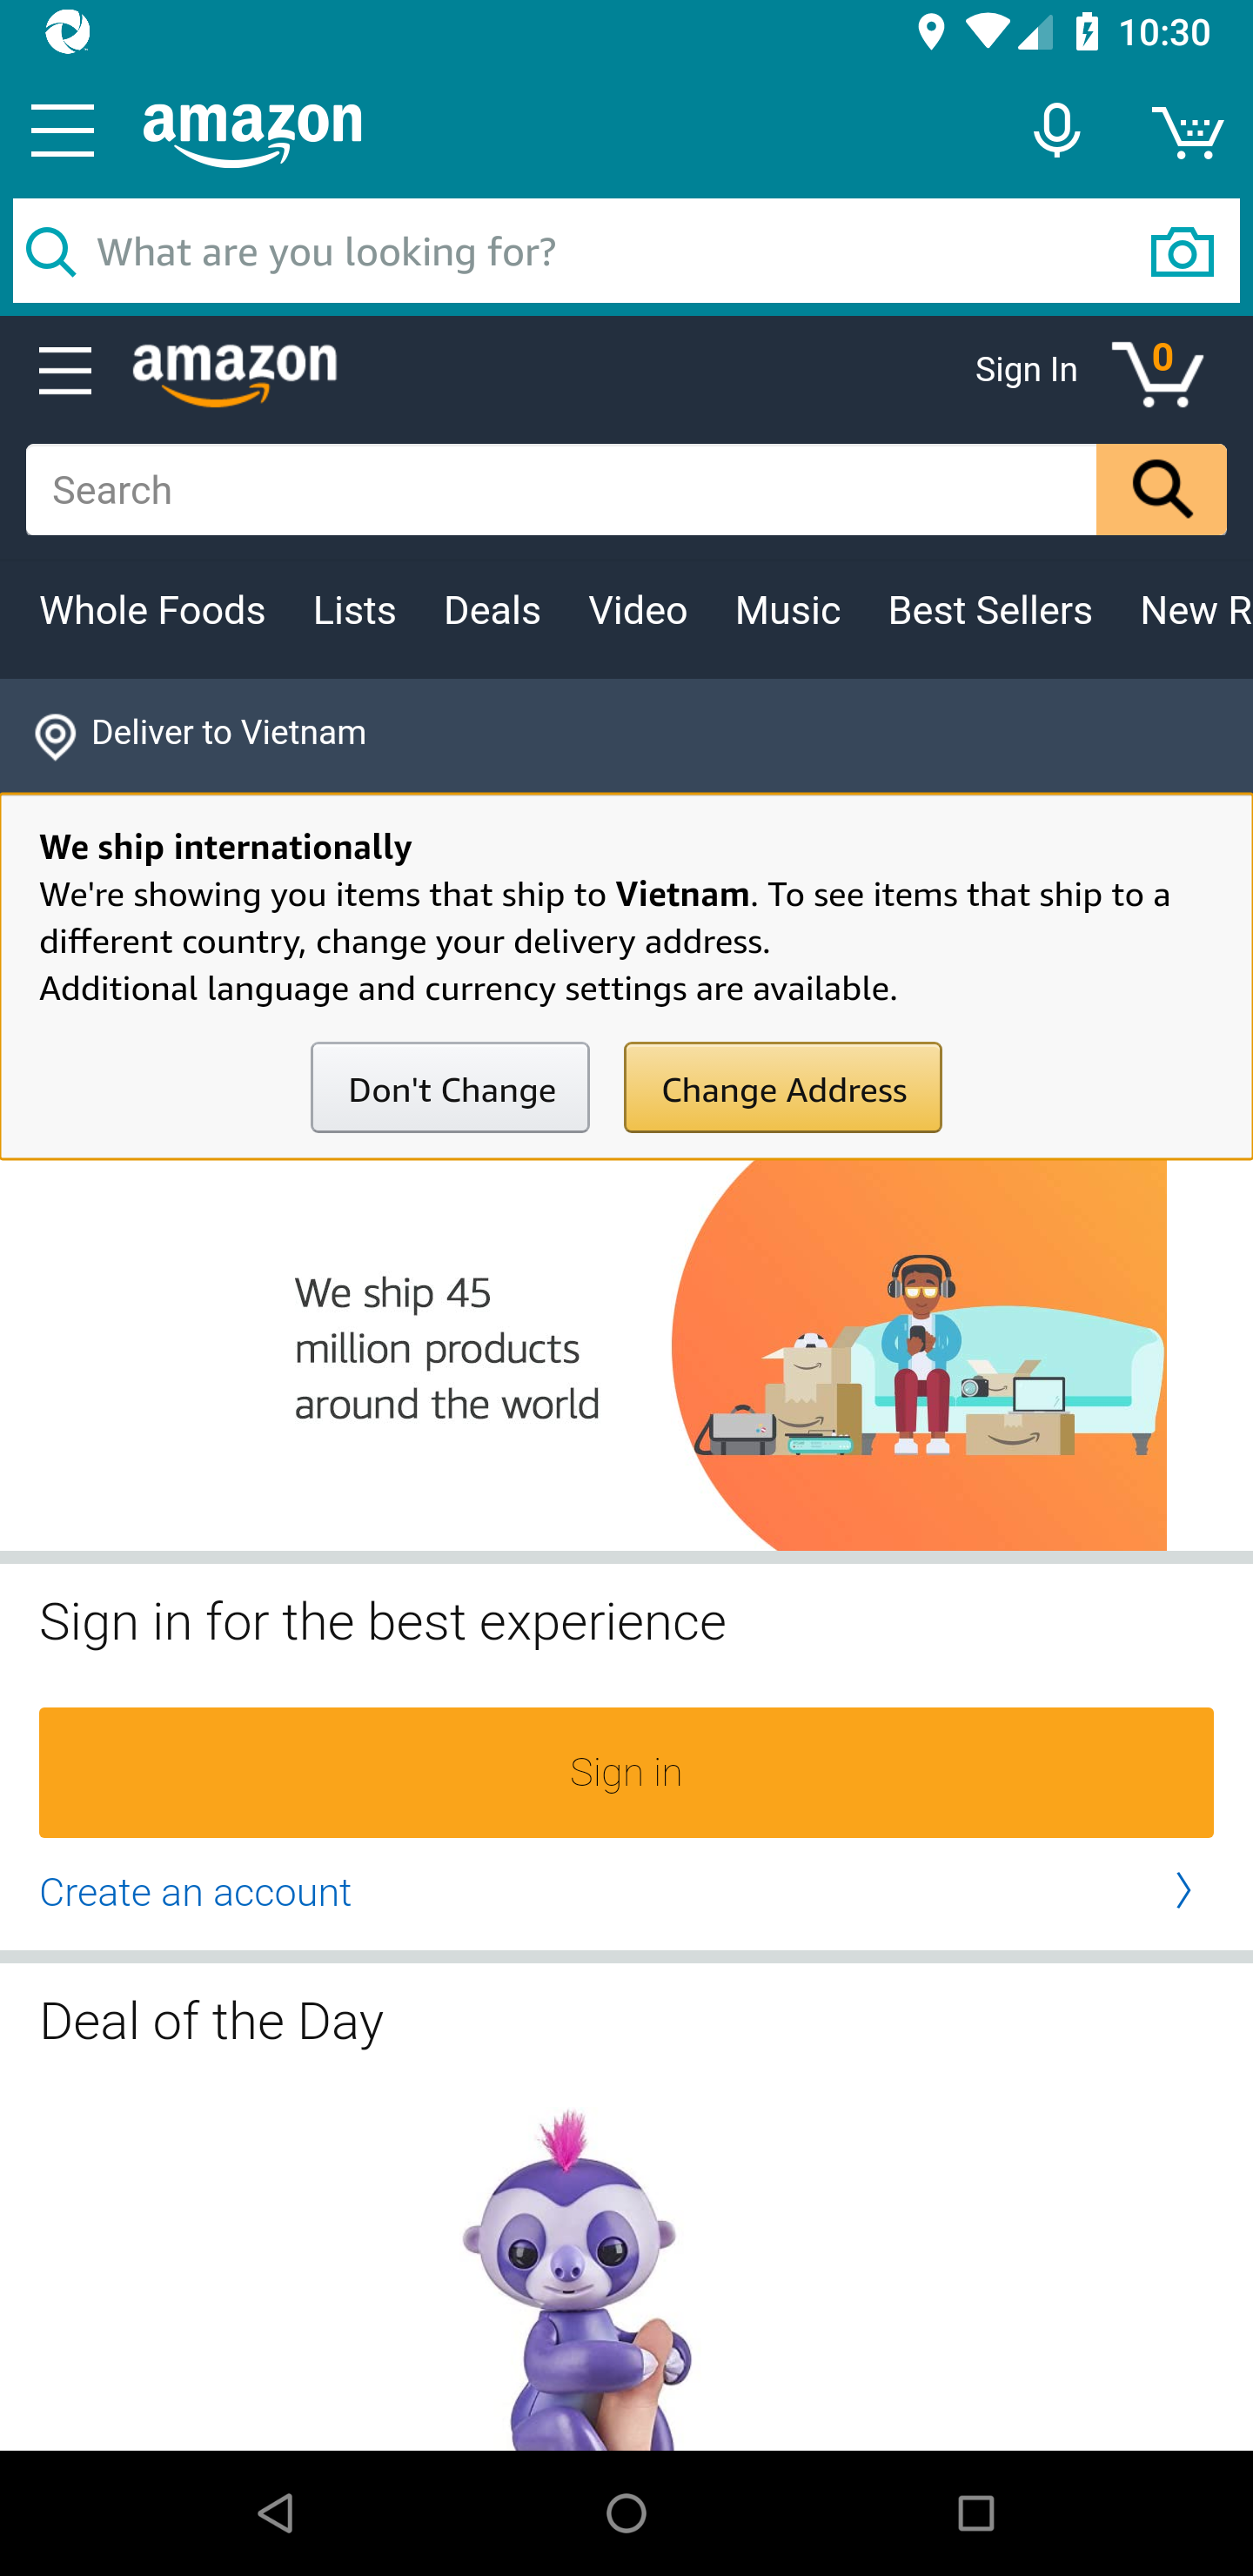 10:30
amazon
What are you looking for?
amazon
Sign In
0
Search
Whole Foods Lists Deals Video Music Best Sellers New R
Deliver to Vietnam
We ship internationally
We're showing you items that ship to Vietnam. To see items that ship to a
different country, change your delivery address.
Additional language and currency settings are available.
Don't Change
Change Address
We ship 45
million products
around the world
Sign in for the best experience
Sign in
Create an account
Deal of the Day